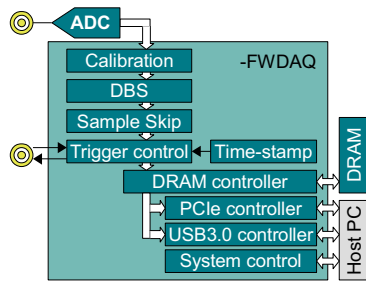 ADC
Calibration
-FWDAQ
DBS
Sample Skip
Trigger control
Time-stamp
DRAM controller
DRAM
PCIe controller
USB3.0 controller
System control
Host PC